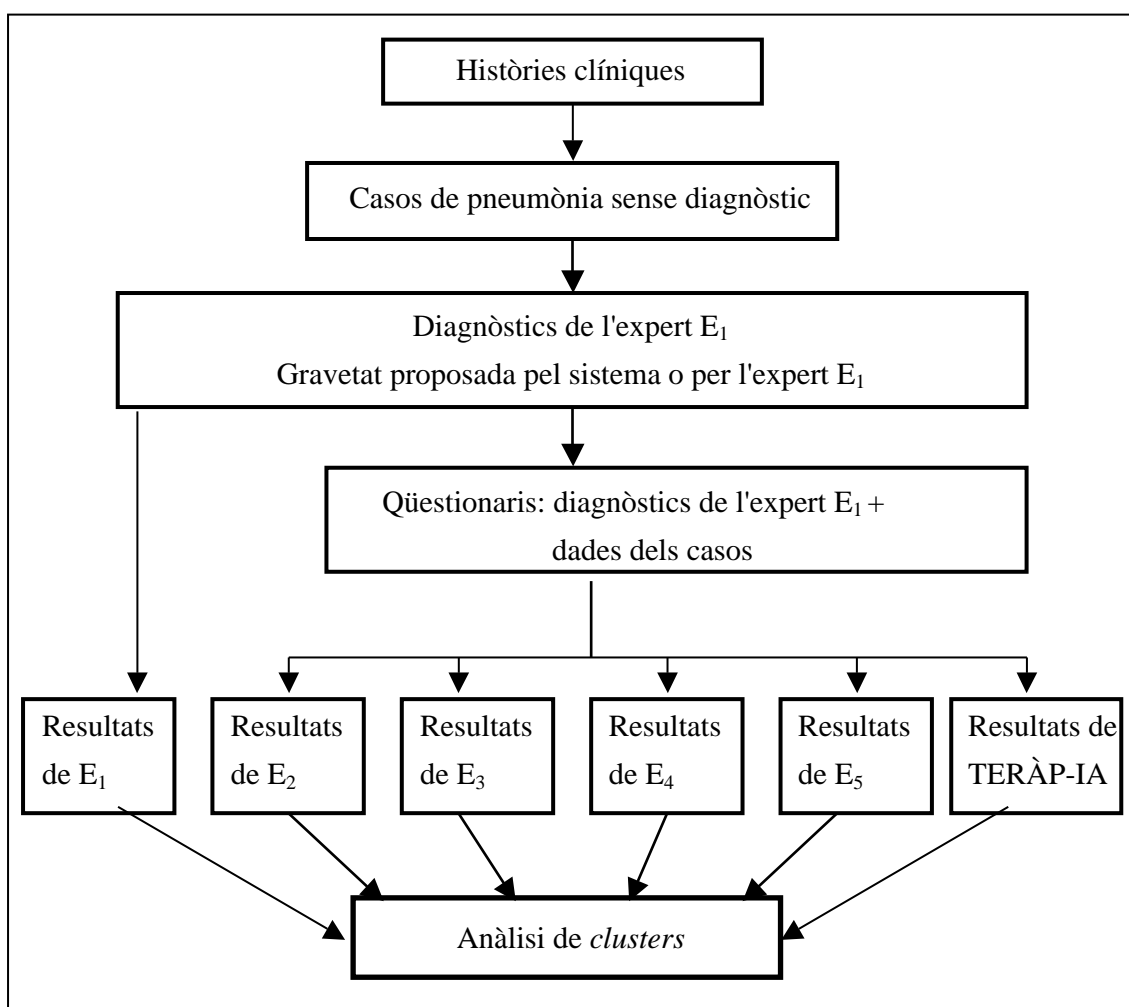 Històries clíniques
Casos de pneumònia sense diagnòstic
Diagnòstics de l'expert E₁
Gravetat proposada pel sistema o per l'expert E₁
Qüestionaris: diagnòstics de l'expert E₁ +
dades dels casos
Resultats
de E₁
Resultats
de E₂
Resultats
de E₃
Resultats
de E₄
Resultats
de E₅
Resultats de
TERÀP-IA
Anàlisi de clusters